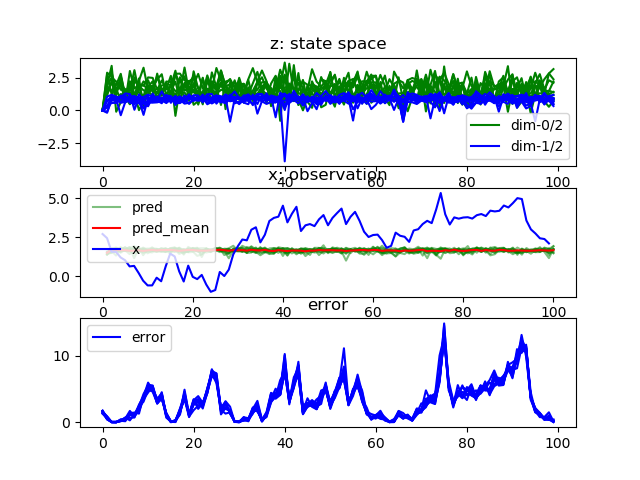 z: state space
2.5
0.0
−2.5
dim-0/2
dim-1/2
0 20 40 60 80 100
x: observation
5.0
2.5
0.0
pred
pred_mean
x
0 20 40 60 80 100
error
10
0
error
0 20 40 60 80 100